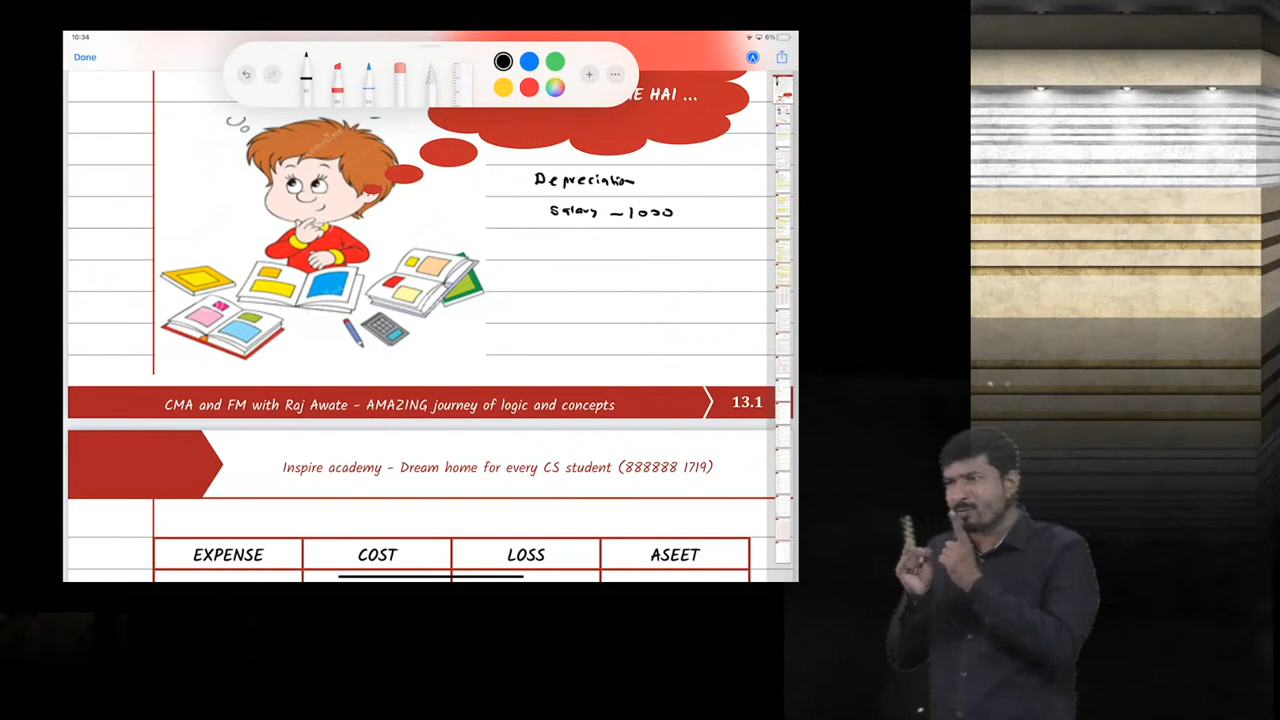 10:34
6%
Done
E HAI ...
Depreciation
Salary - 1000
CMA and FM with Raj Awate - AMAZING journey of logic and concepts
13.1
Inspire academy - Dream home for every CS student (888888 1719)
EXPENSE COST LOSS ASEET